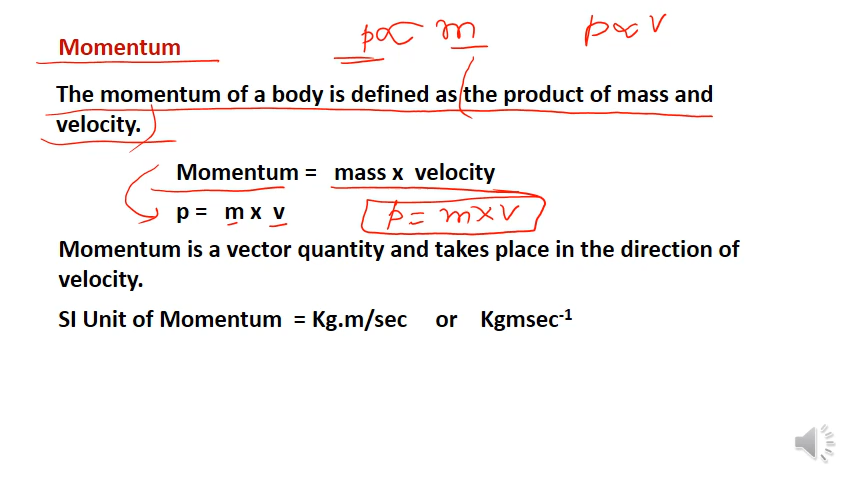 p ∝ m
p ∝ v
Momentum
The momentum of a body is defined as the product of mass and
velocity.
Momentum = mass x velocity
p = m x v
p = m x v
Momentum is a vector quantity and takes place in the direction of
velocity.
SI Unit of Momentum = Kg.m/sec or Kgmsec⁻¹